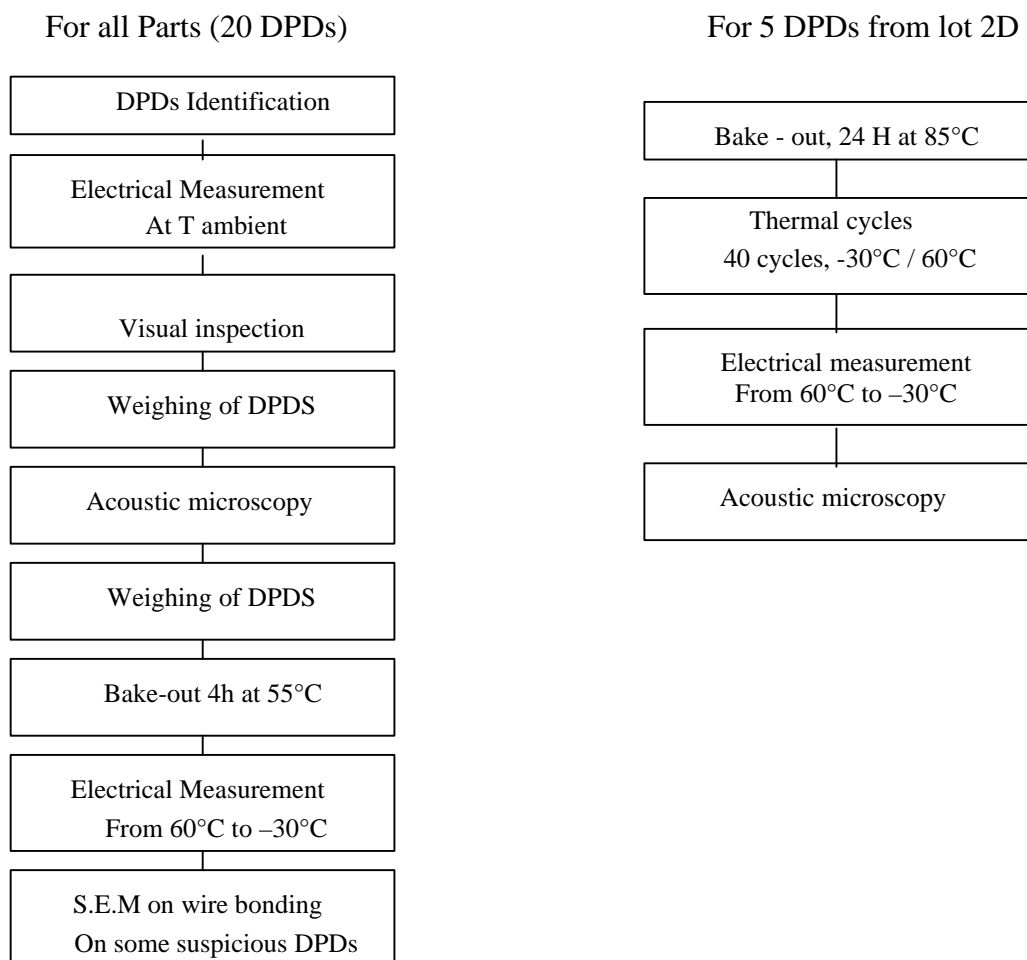 For all Parts (20 DPDs)
DPDs Identification
Electrical Measurement
At T ambient
Visual inspection
Weighing of DPDS
Acoustic microscopy
Weighing of DPDS
Bake-out 4h at 55°C
Electrical Measurement
From 60°C to –30°C
S.E.M on wire bonding
On some suspicious DPDs
For 5 DPDs from lot 2D
Bake - out, 24 H at 85°C
Thermal cycles
40 cycles, -30°C / 60°C
Electrical measurement
From 60°C to –30°C
Acoustic microscopy